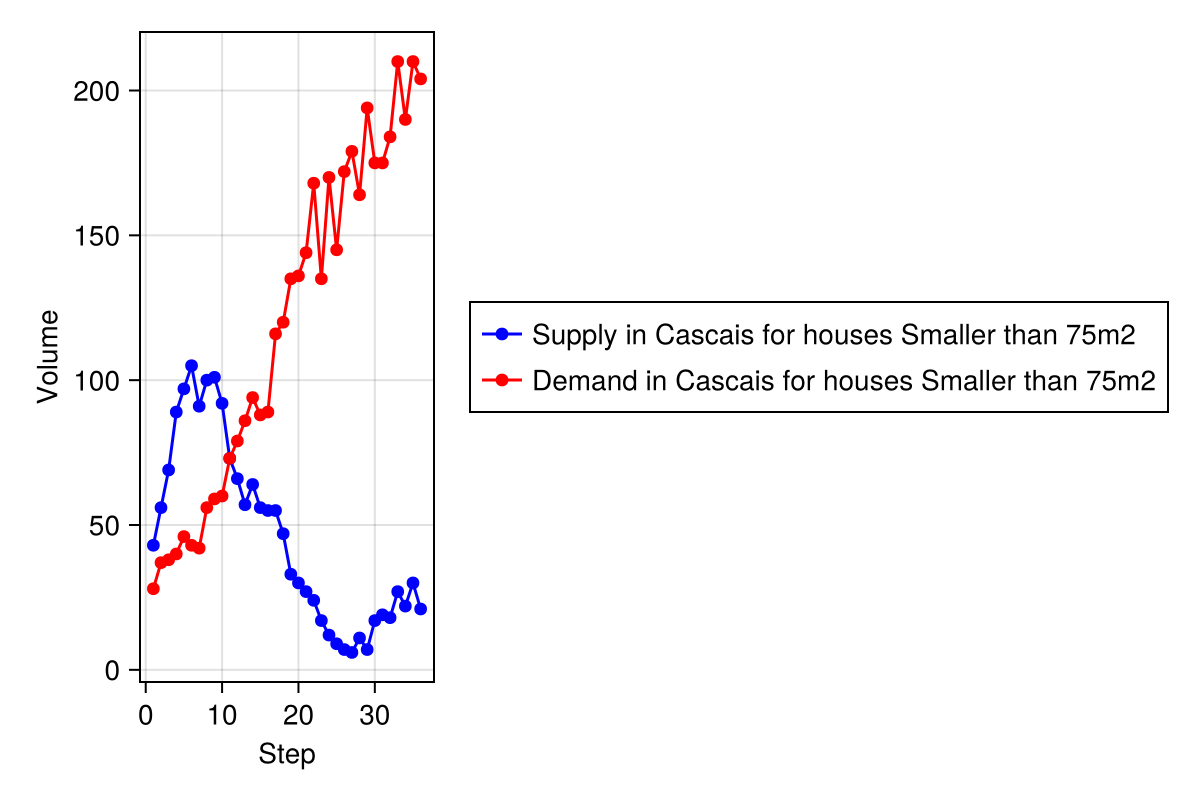 200
150
100
50
0
Volume
0 10 20 30
Step
Supply in Cascais for houses Smaller than 75m2
Demand in Cascais for houses Smaller than 75m2